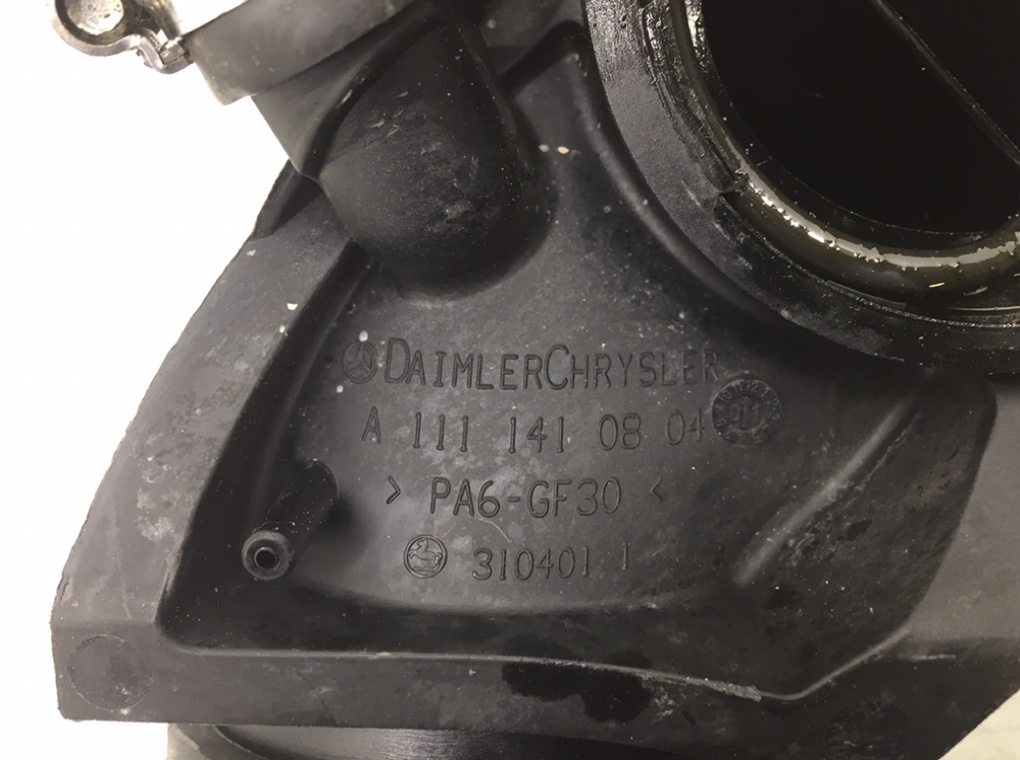 DAIMLERCHRYSLER
A 111 141 08 04
> PA6-GF30 <
310401 1